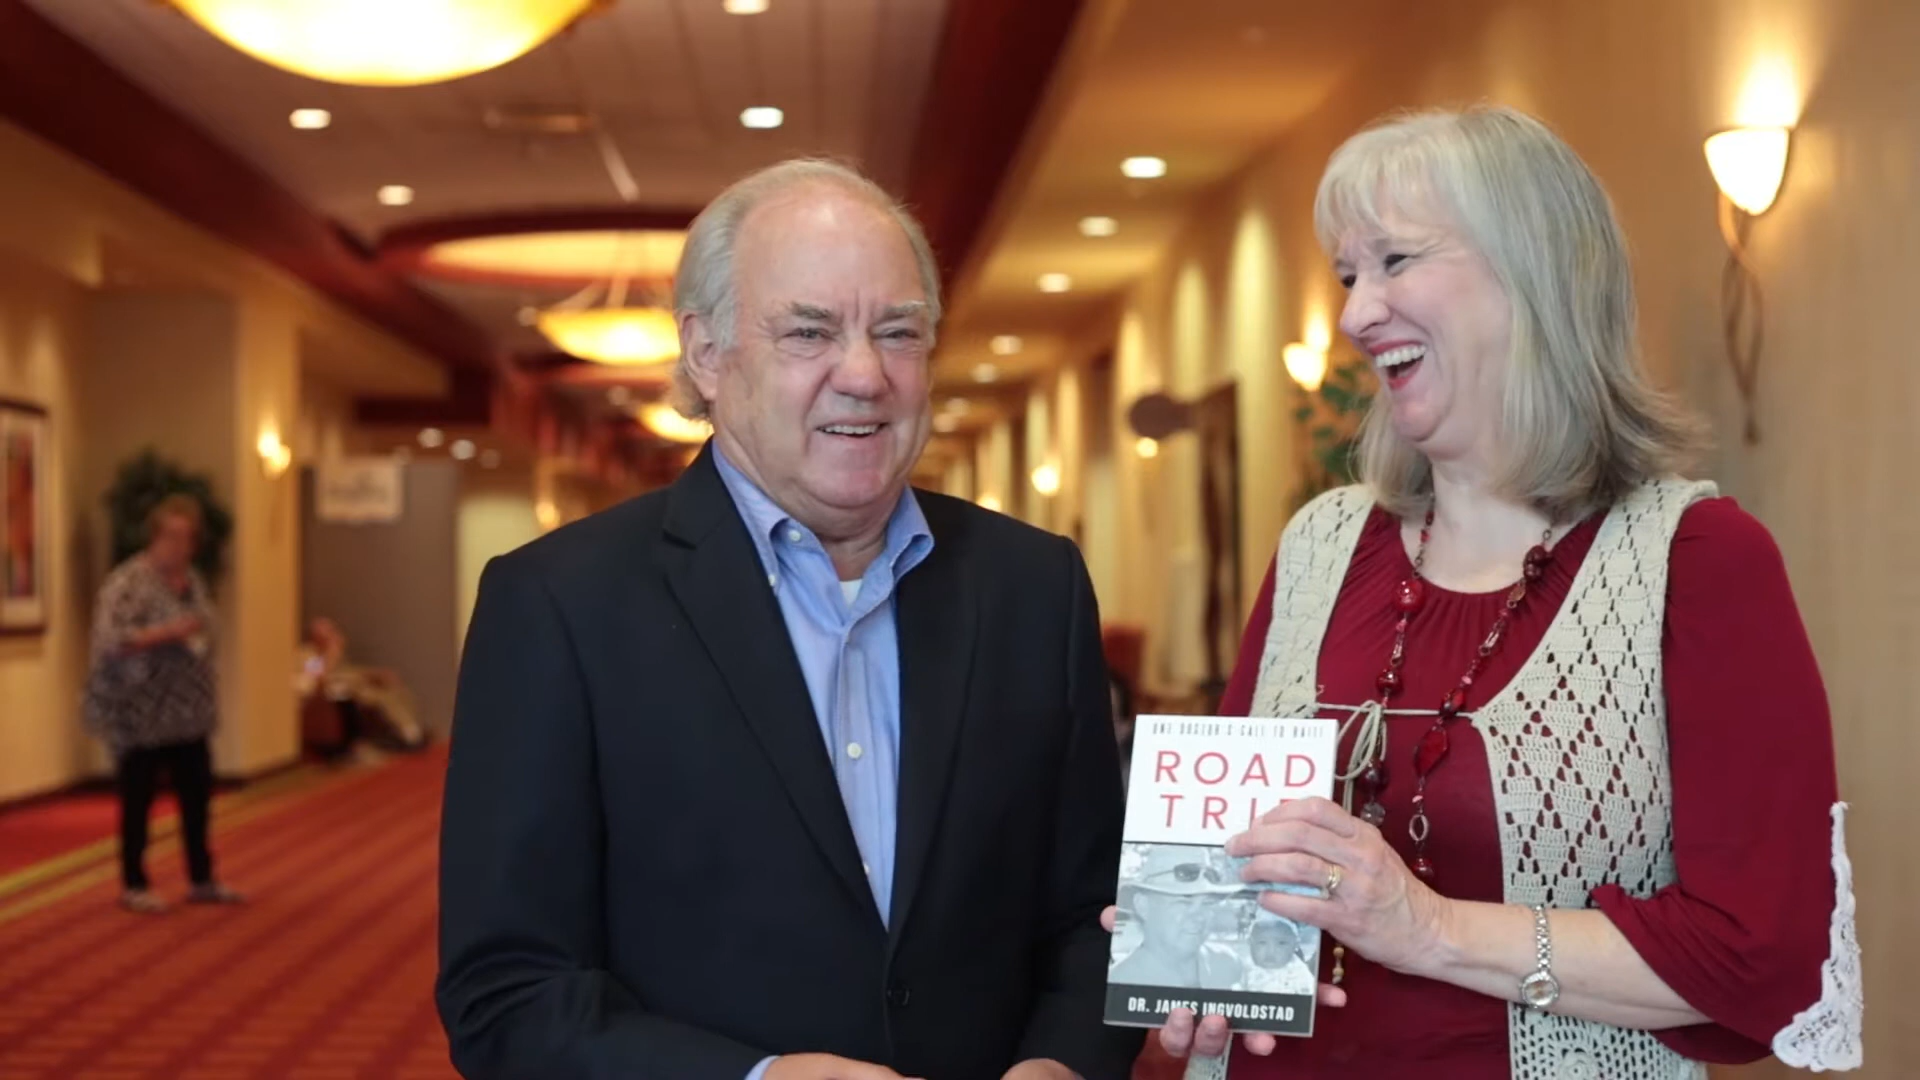 ONE DOCTOR'S CALL TO HAITI
ROAD
TRI
DR. JAMES INGVOLDSTAD